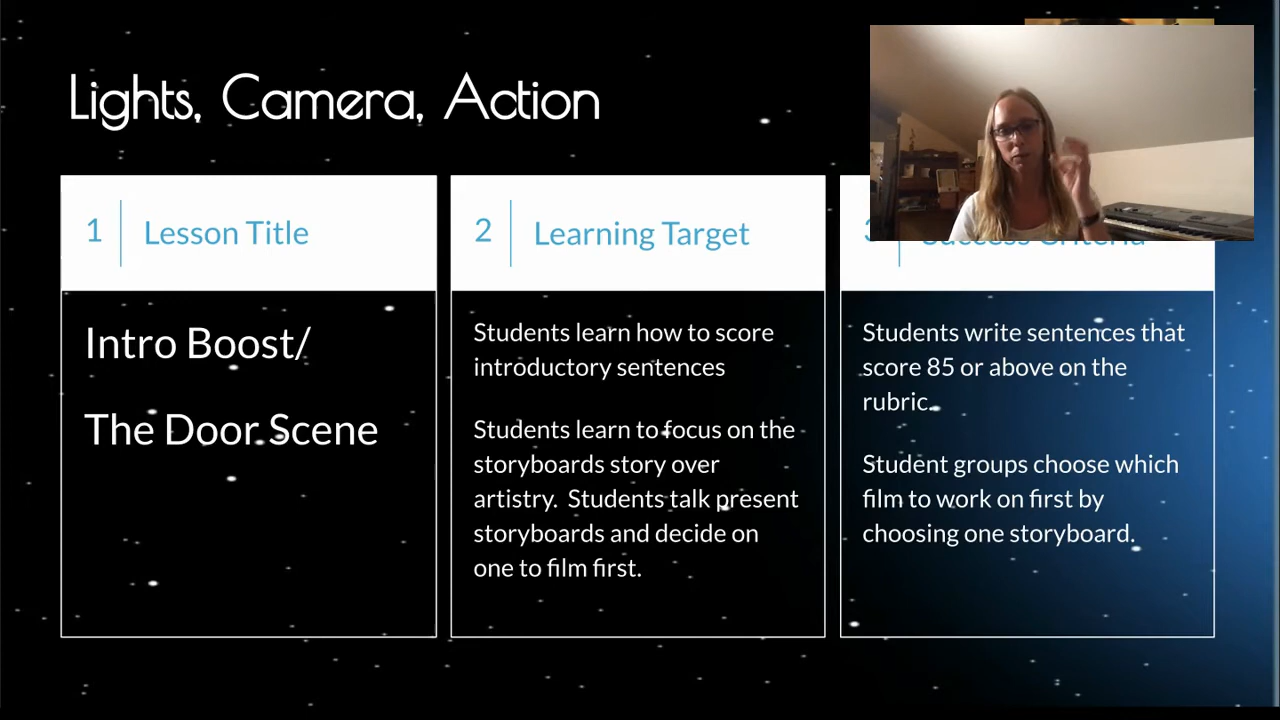 Lights, Camera, Action
1 Lesson Title
Intro Boost/
The Door Scene
2 Learning Target
Students learn how to score
introductory sentences
Students learn to focus on the
storyboards story over
artistry. Students talk present
storyboards and decide on
one to film first.
3 Success Criteria
Students write sentences that
score 85 or above on the
rubric.
Student groups choose which
film to work on first by
choosing one storyboard.